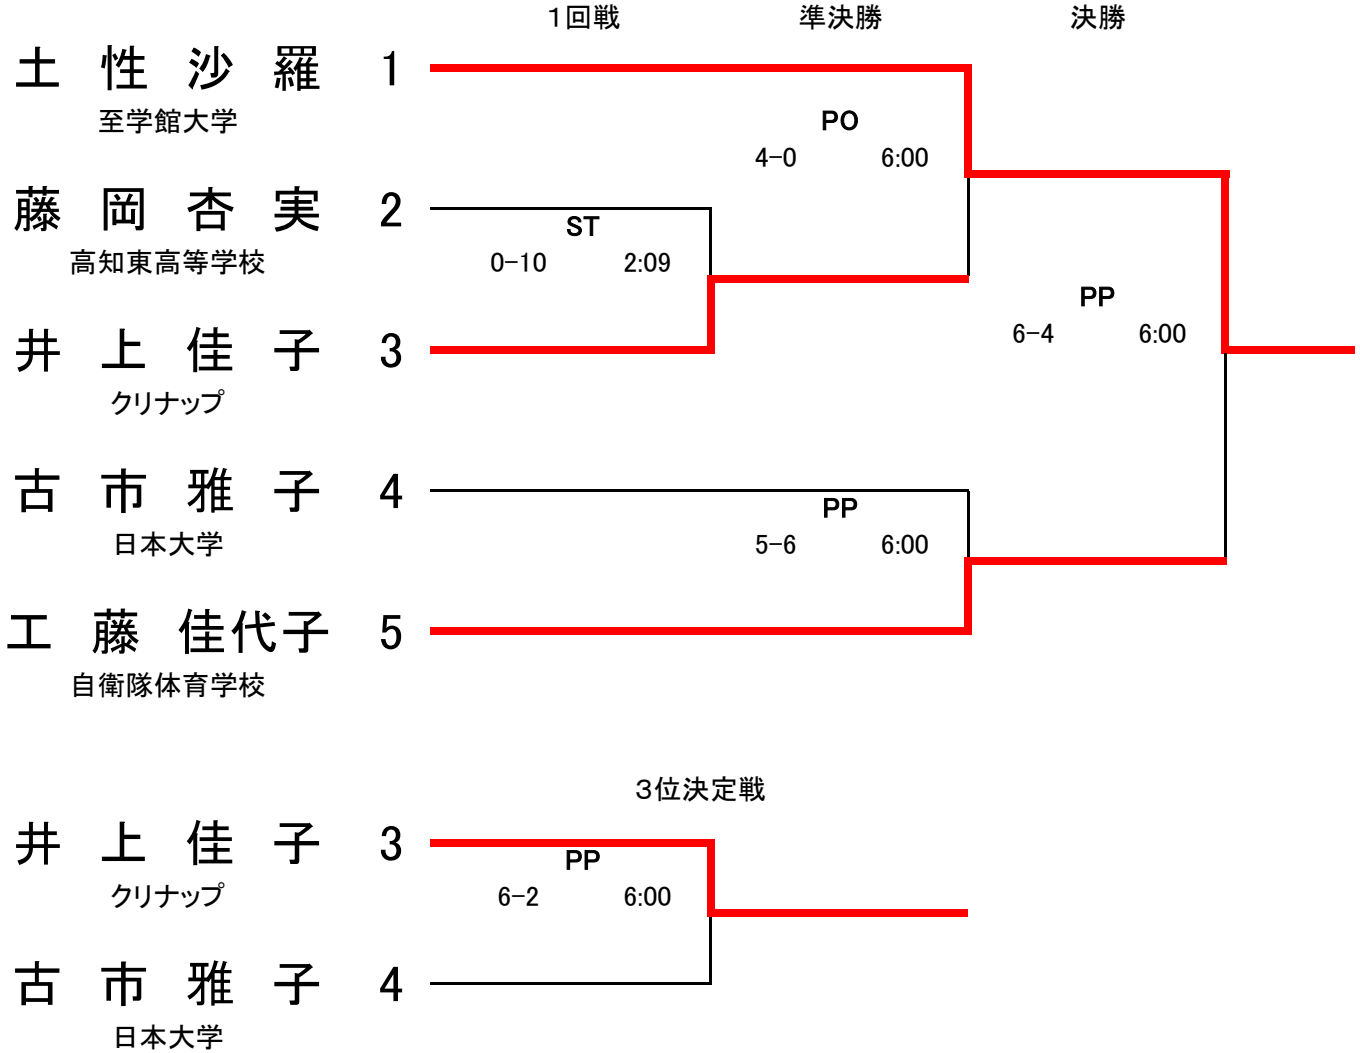 １回戦 準決勝 決勝
土 性 沙 羅 1
至学館大学
PO
4-0 6:00
藤 岡 杏 実 2
ST
高知東高等学校
0-10 2:09
PP
6-4 6:00
井 上 佳 子 3
クリナップ
古 市 雅 子 4
PP
日本大学
5-6 6:00
工 藤 佳代子 5
自衛隊体育学校
３位決定戦
井 上 佳 子 3
PP
クリナップ
6-2 6:00
古 市 雅 子 4
日本大学